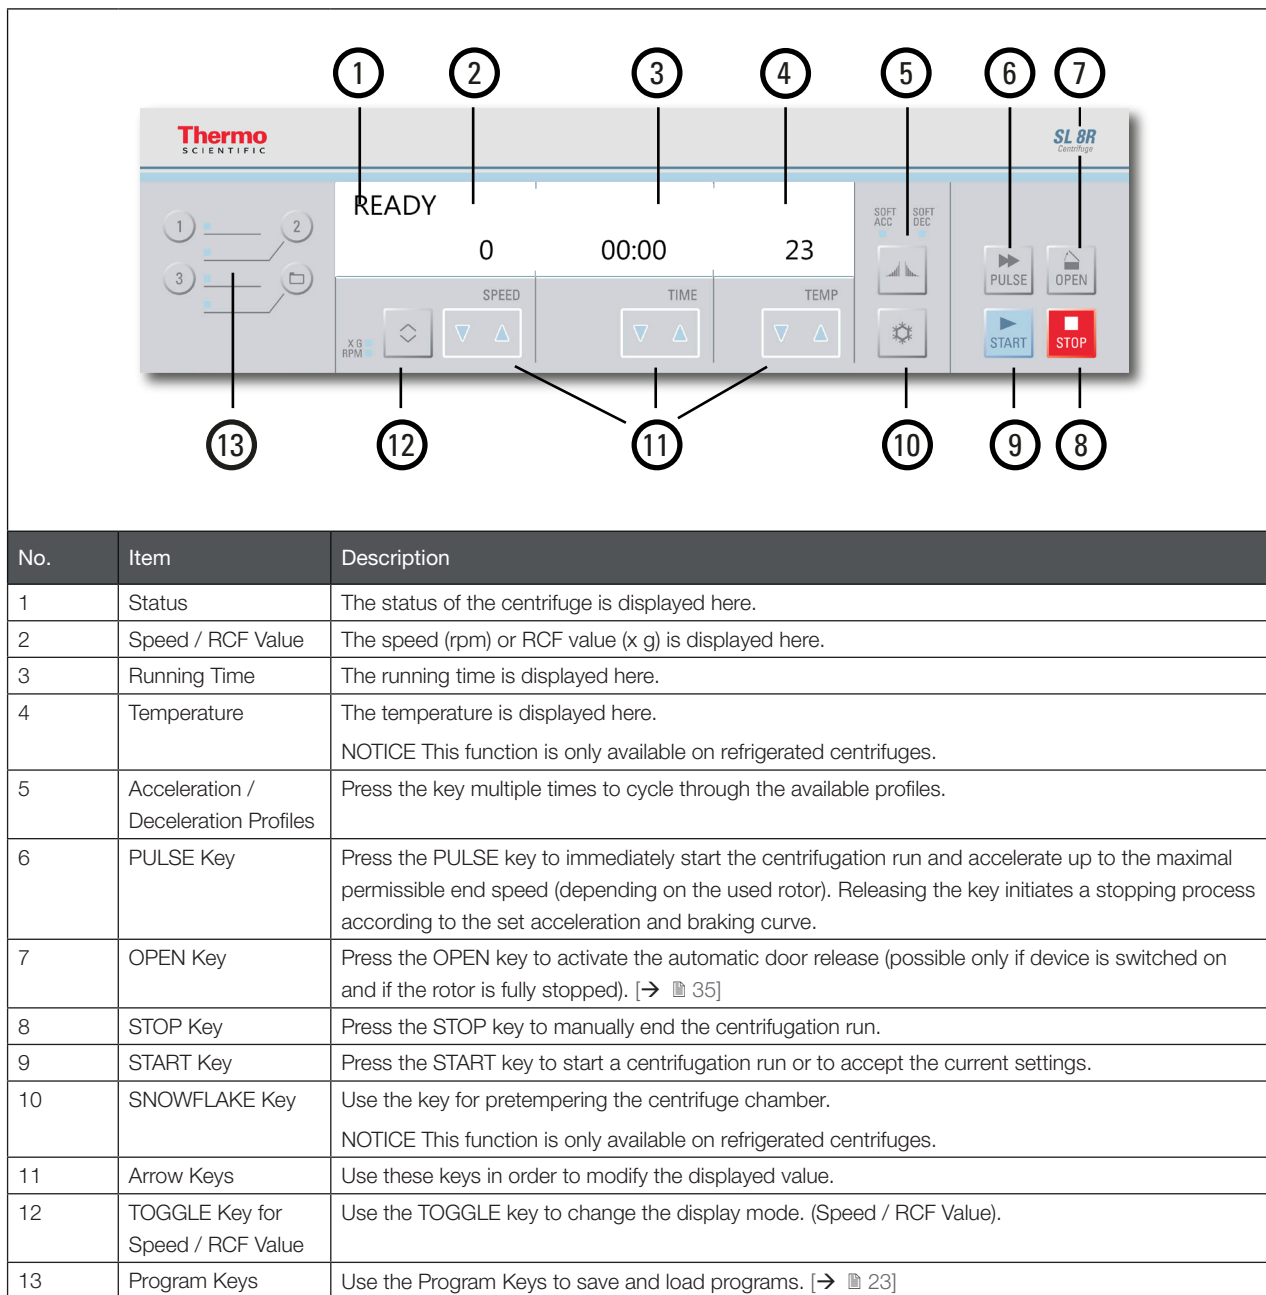 1 2 3 4 5 6 7
Thermo
SCIENTIFIC
SL 8R
Centrifuge
READY
0 00:00 23
1 2
3
SOFT ACC SOFT DEC
SPEED TIME TEMP
X G
RPM
PULSE OPEN
START STOP
13 12 11 10 9 8
No. Item Description
1 Status The status of the centrifuge is displayed here.
2 Speed / RCF Value The speed (rpm) or RCF value (x g) is displayed here.
3 Running Time The running time is displayed here.
4 Temperature The temperature is displayed here.
NOTICE This function is only available on refrigerated centrifuges.
5 Acceleration / Press the key multiple times to cycle through the available profiles.
Deceleration Profiles
6 PULSE Key Press the PULSE key to immediately start the centrifugation run and accelerate up to the maximal
permissible end speed (depending on the used rotor). Releasing the key initiates a stopping process
according to the set acceleration and braking curve.
7 OPEN Key Press the OPEN key to activate the automatic door release (possible only if device is switched on
and if the rotor is fully stopped). [➔ 🗎 35]
8 STOP Key Press the STOP key to manually end the centrifugation run.
9 START Key Press the START key to start a centrifugation run or to accept the current settings.
10 SNOWFLAKE Key Use the key for pretempering the centrifuge chamber.
NOTICE This function is only available on refrigerated centrifuges.
11 Arrow Keys Use these keys in order to modify the displayed value.
12 TOGGLE Key for Use the TOGGLE key to change the display mode. (Speed / RCF Value).
Speed / RCF Value
13 Program Keys Use the Program Keys to save and load programs. [➔ 🗎 23]